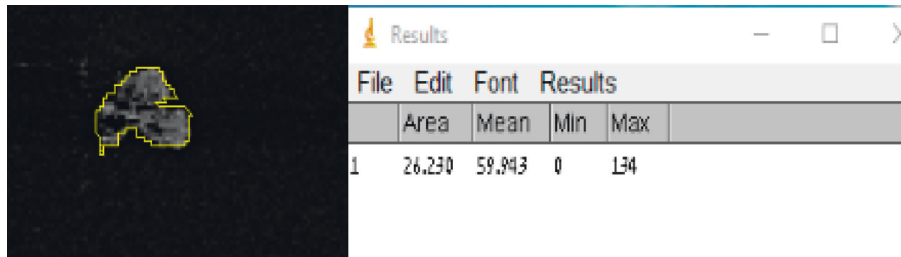 Results
File Edit Font Results
Area Mean Min Max
1 26.230 59.943 0 134